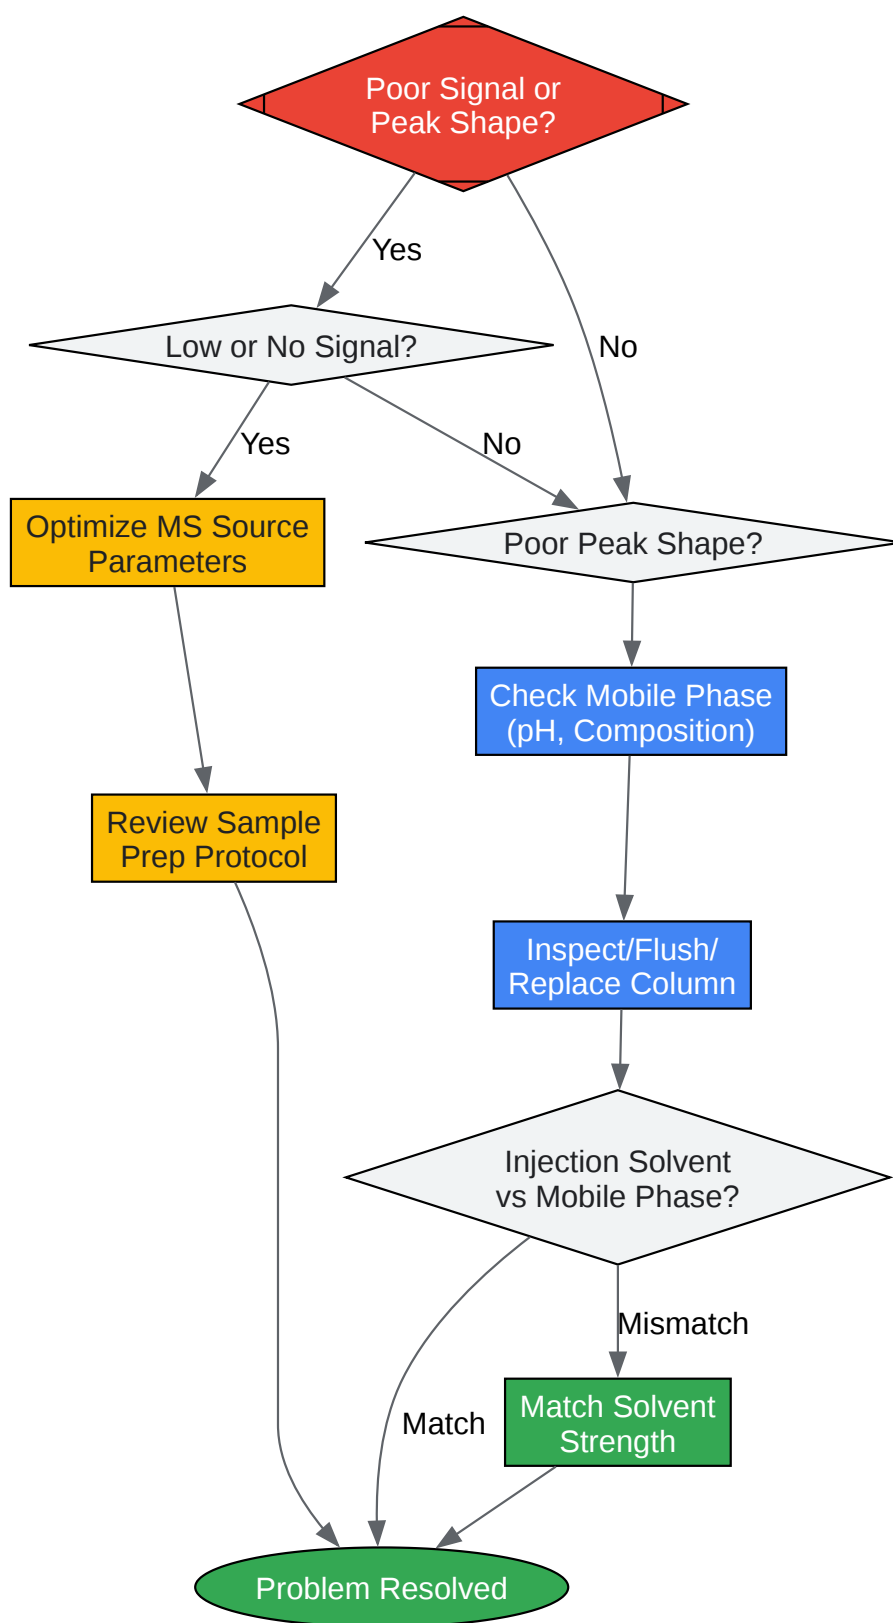 Poor Signal or
Peak Shape?
Yes
Low or No Signal?
No
Yes
No
Optimize MS Source
Parameters
Poor Peak Shape?
Check Mobile Phase
(pH, Composition)
Review Sample
Prep Protocol
Inspect/Flush/
Replace Column
Injection Solvent
vs Mobile Phase?
Mismatch
Match
Match Solvent
Strength
Problem Resolved